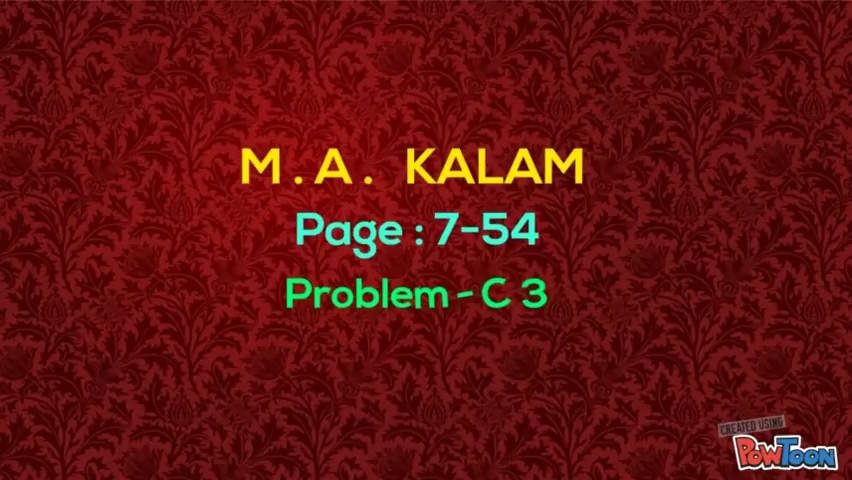 M . A .  KALAM
Page : 7-54
Problem - C 3
CREATED USING
POWTOON